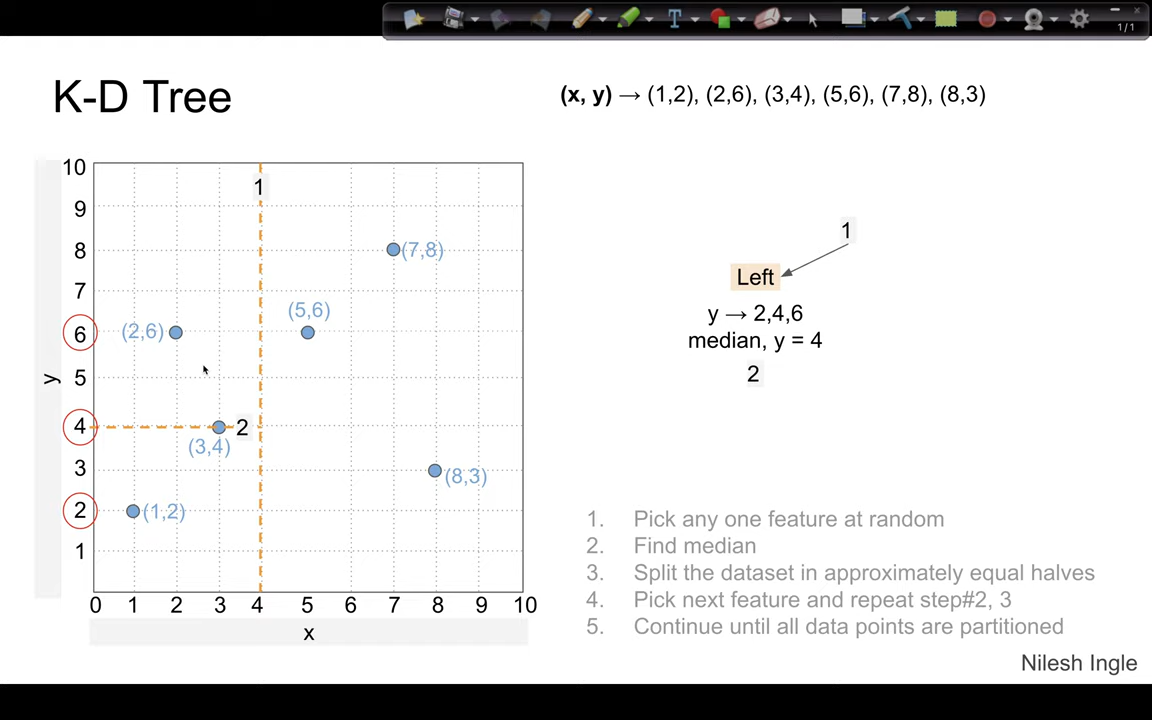 1/1
K-D Tree
(x, y) → (1,2), (2,6), (3,4), (5,6), (7,8), (8,3)
10
9
8
7
6
5
4
3
2
1
y
1
(7,8)
(5,6)
(2,6)
2
(3,4)
(8,3)
(1,2)
0 1 2 3 4 5 6 7 8 9 10
x
1
Left
y → 2,4,6
median, y = 4
2
1. Pick any one feature at random
2. Find median
3. Split the dataset in approximately equal halves
4. Pick next feature and repeat step#2, 3
5. Continue until all data points are partitioned
Nilesh Ingle